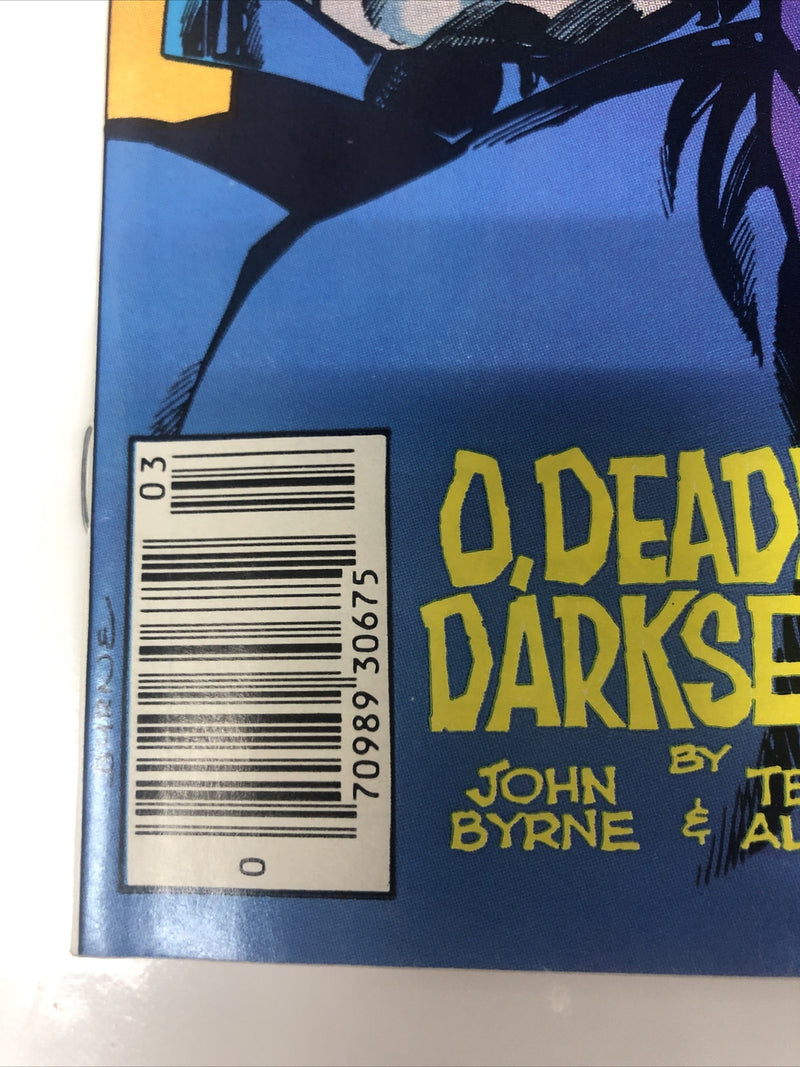 03
70989 30675
0
BYRNE
O, DEAD
DARKSE
BY
JOHN
BYRNE
&
TE
AL